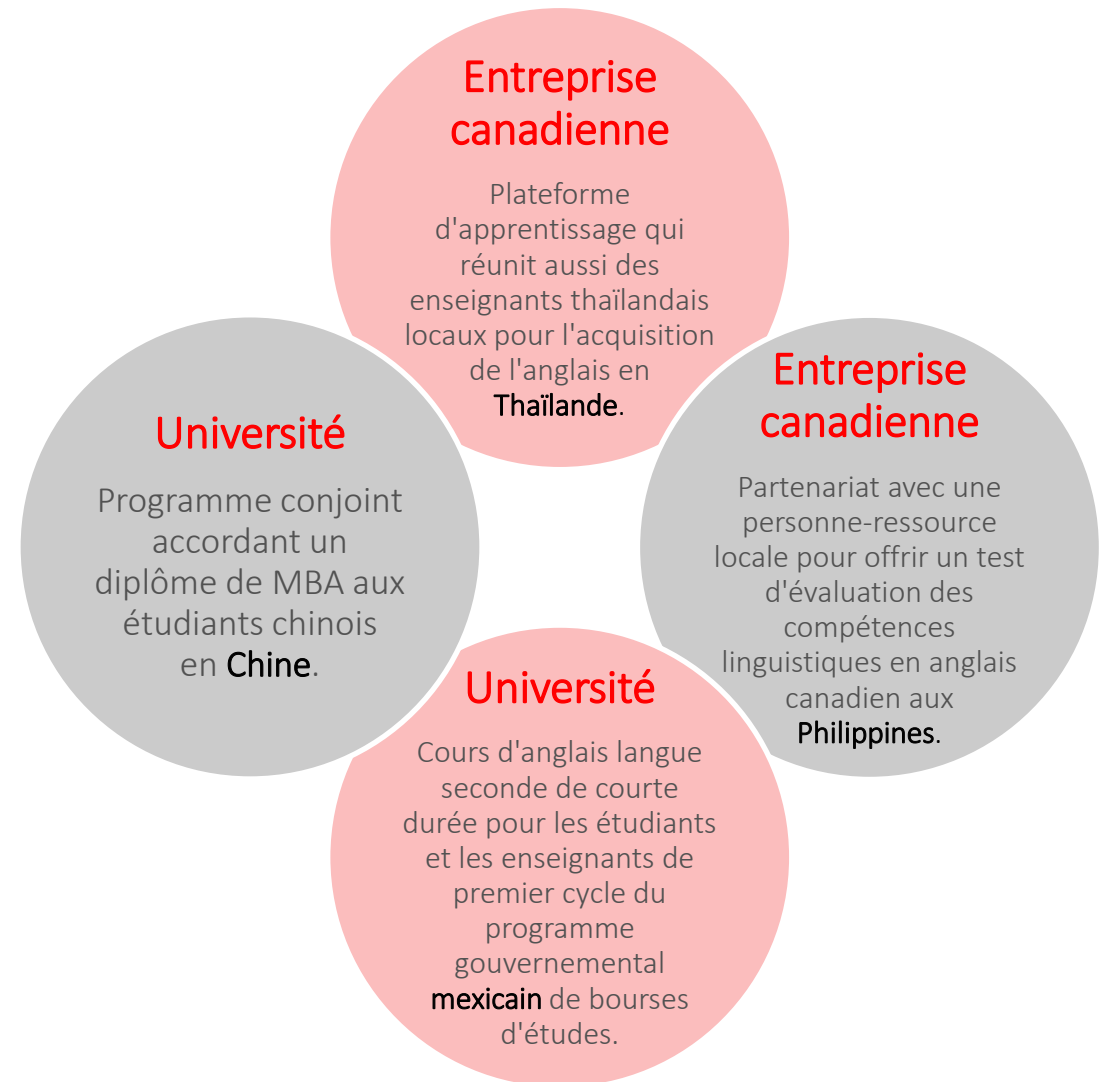 Entreprise
canadienne
Plateforme
d'apprentissage qui
réunit aussi des
enseignants thaïlandais
locaux pour l'acquisition
de l'anglais en
Thaïlande.
Entreprise
canadienne
Partenariat avec une
personne-ressource
locale pour offrir un test
d'évaluation des
compétences
linguistiques en anglais
canadien aux
Philippines.
Université
Cours d'anglais langue
seconde de courte
durée pour les étudiants
et les enseignants de
premier cycle du
programme
gouvernemental
mexicain de bourses
d'études.
Université
Programme conjoint
accordant un
diplôme de MBA aux
étudiants chinois
en Chine.